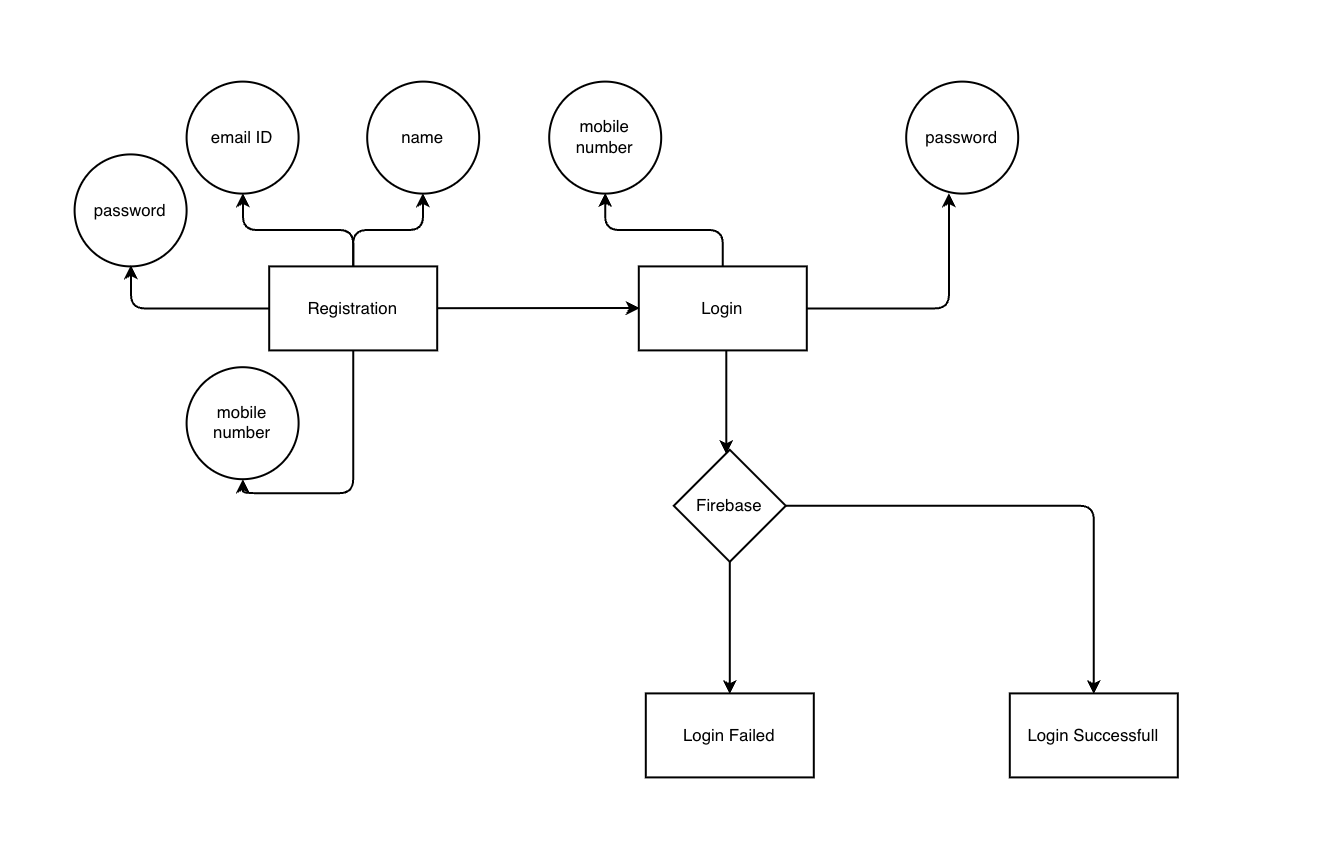 email ID
name
mobile
number
password
password
Registration
Login
mobile
number
Firebase
Login Failed
Login Successfull